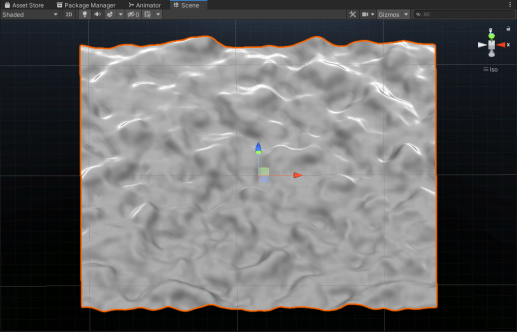 Asset Store Package Manager Animator Scene
Shaded 2D 0 Gizmos All
x
Iso